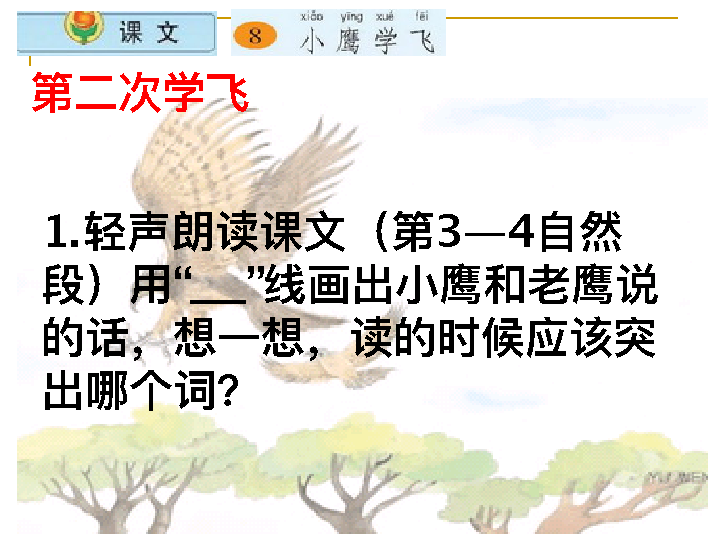 课文
8
xiǎo yīng xué fēi
小鹰学飞
第二次学飞
1.轻声朗读课文（第3—4自然
段）用“___”线画出小鹰和老鹰说
的话，想一想，读的时候应该突
出哪个词？
YU WEN